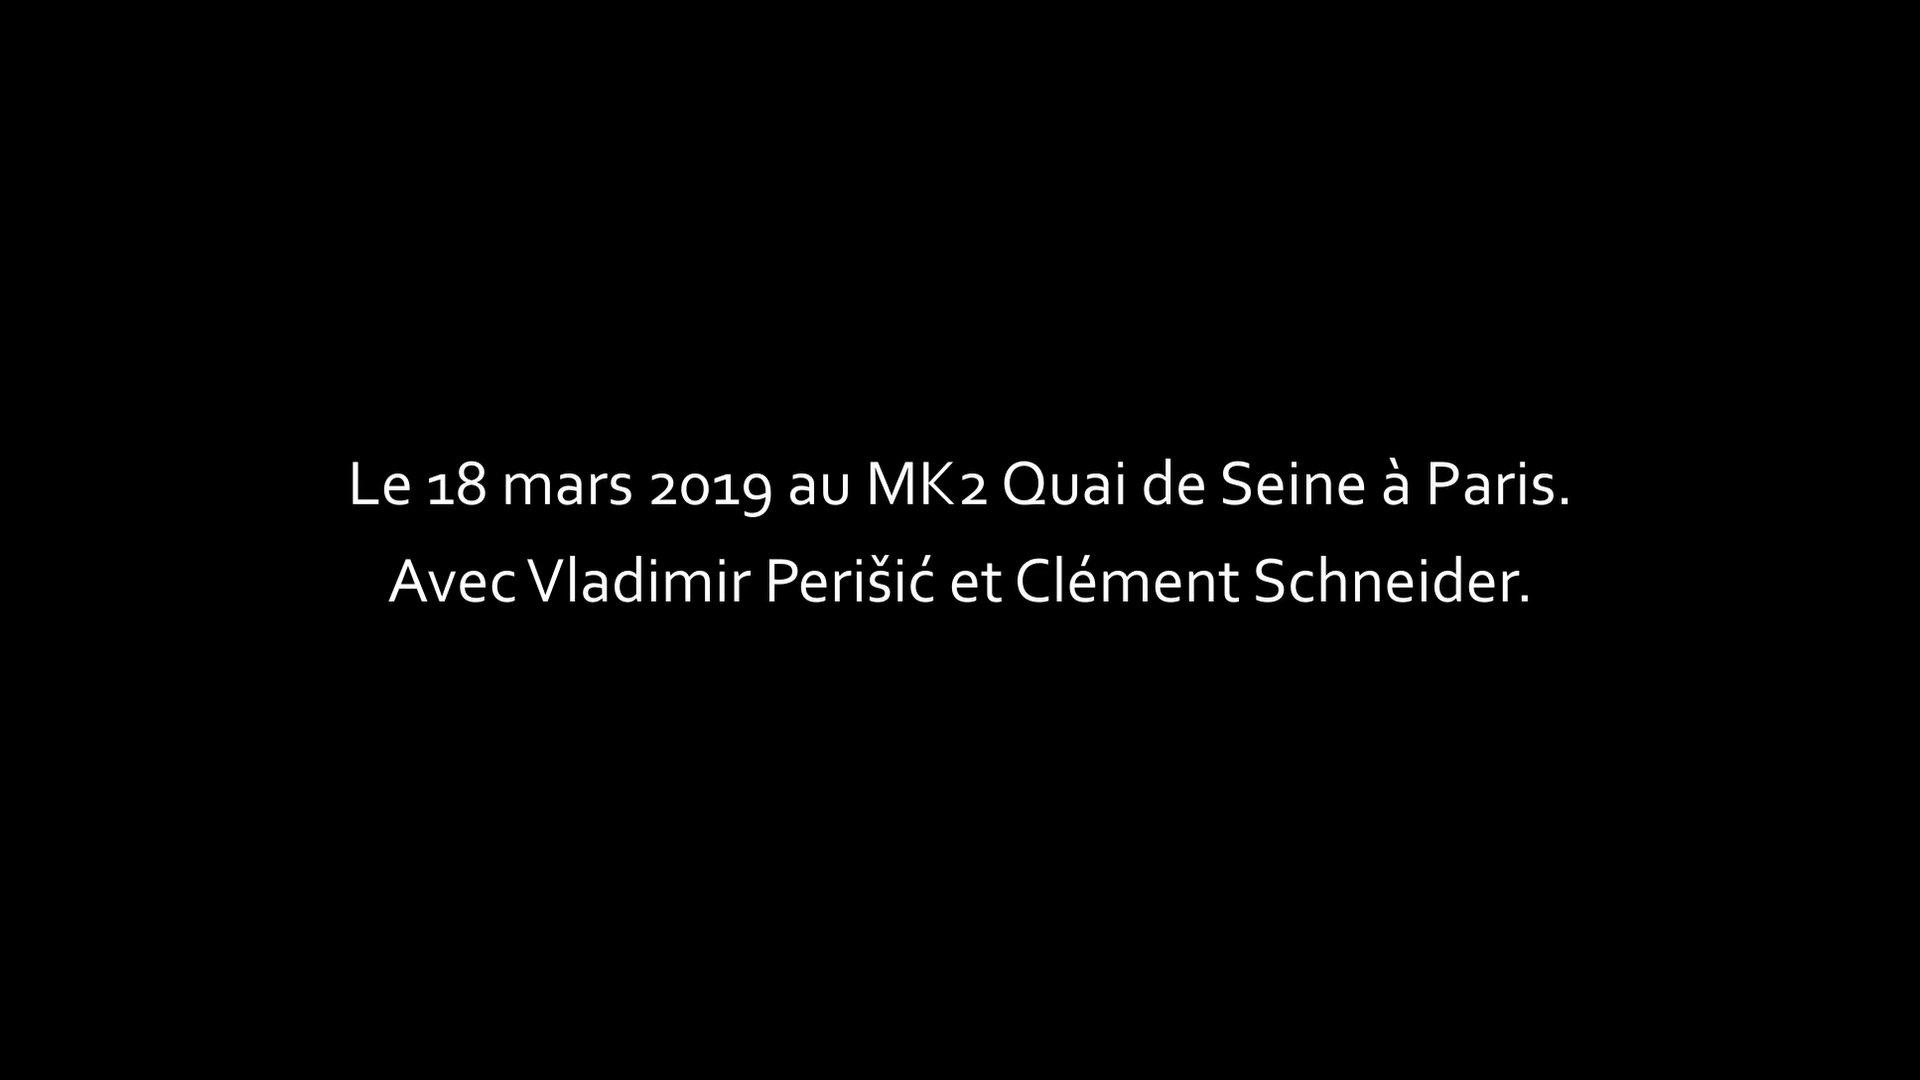 Le 18 mars 2019 au MK2 Quai de Seine à Paris.
Avec Vladimir Perišić et Clément Schneider.